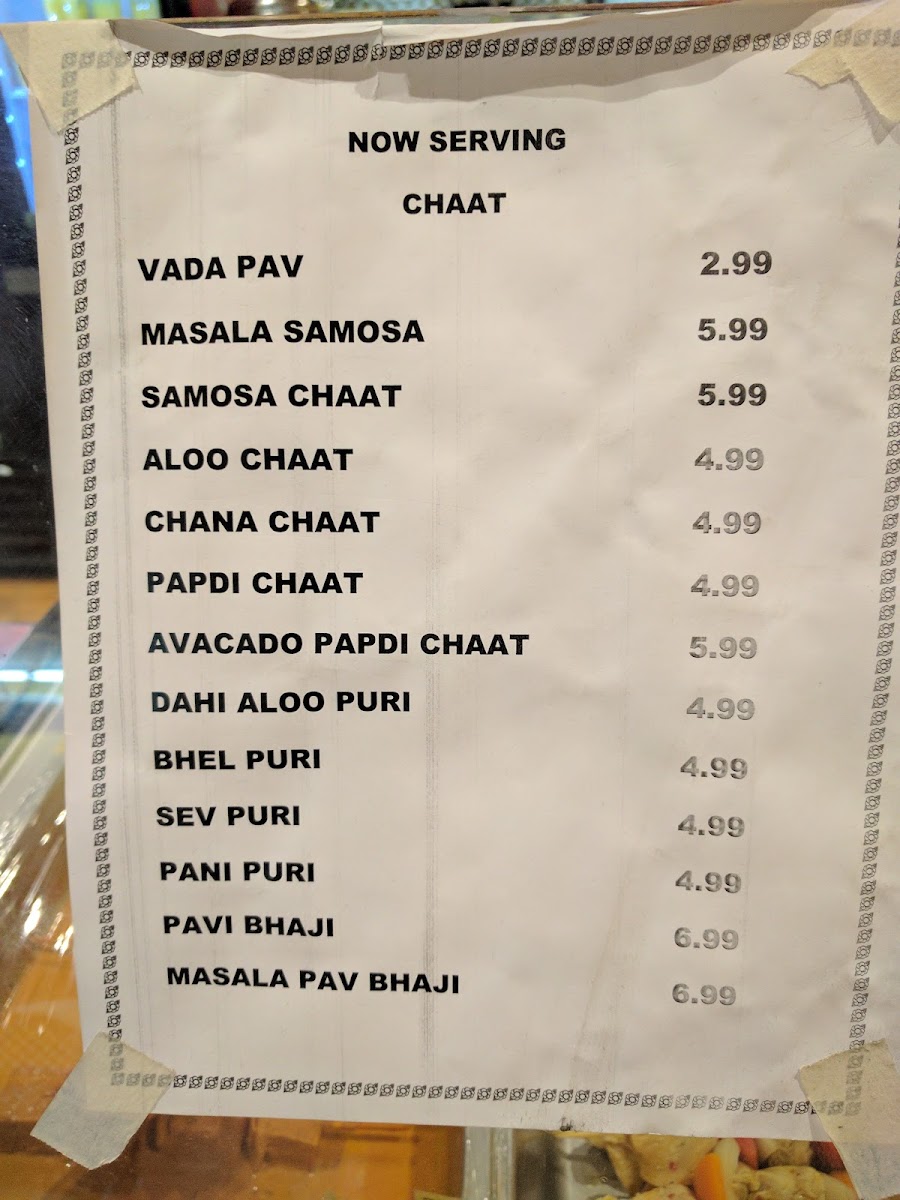 NOW SERVING
CHAAT
VADA PAV 2.99
MASALA SAMOSA 5.99
SAMOSA CHAAT 5.99
ALOO CHAAT 4.99
CHANA CHAAT 4.99
PAPDI CHAAT 4.99
AVACADO PAPDI CHAAT 5.99
DAHI ALOO PURI 4.99
BHEL PURI 4.99
SEV PURI 4.99
PANI PURI 4.99
PAVI BHAJI 6.99
MASALA PAV BHAJI 6.99